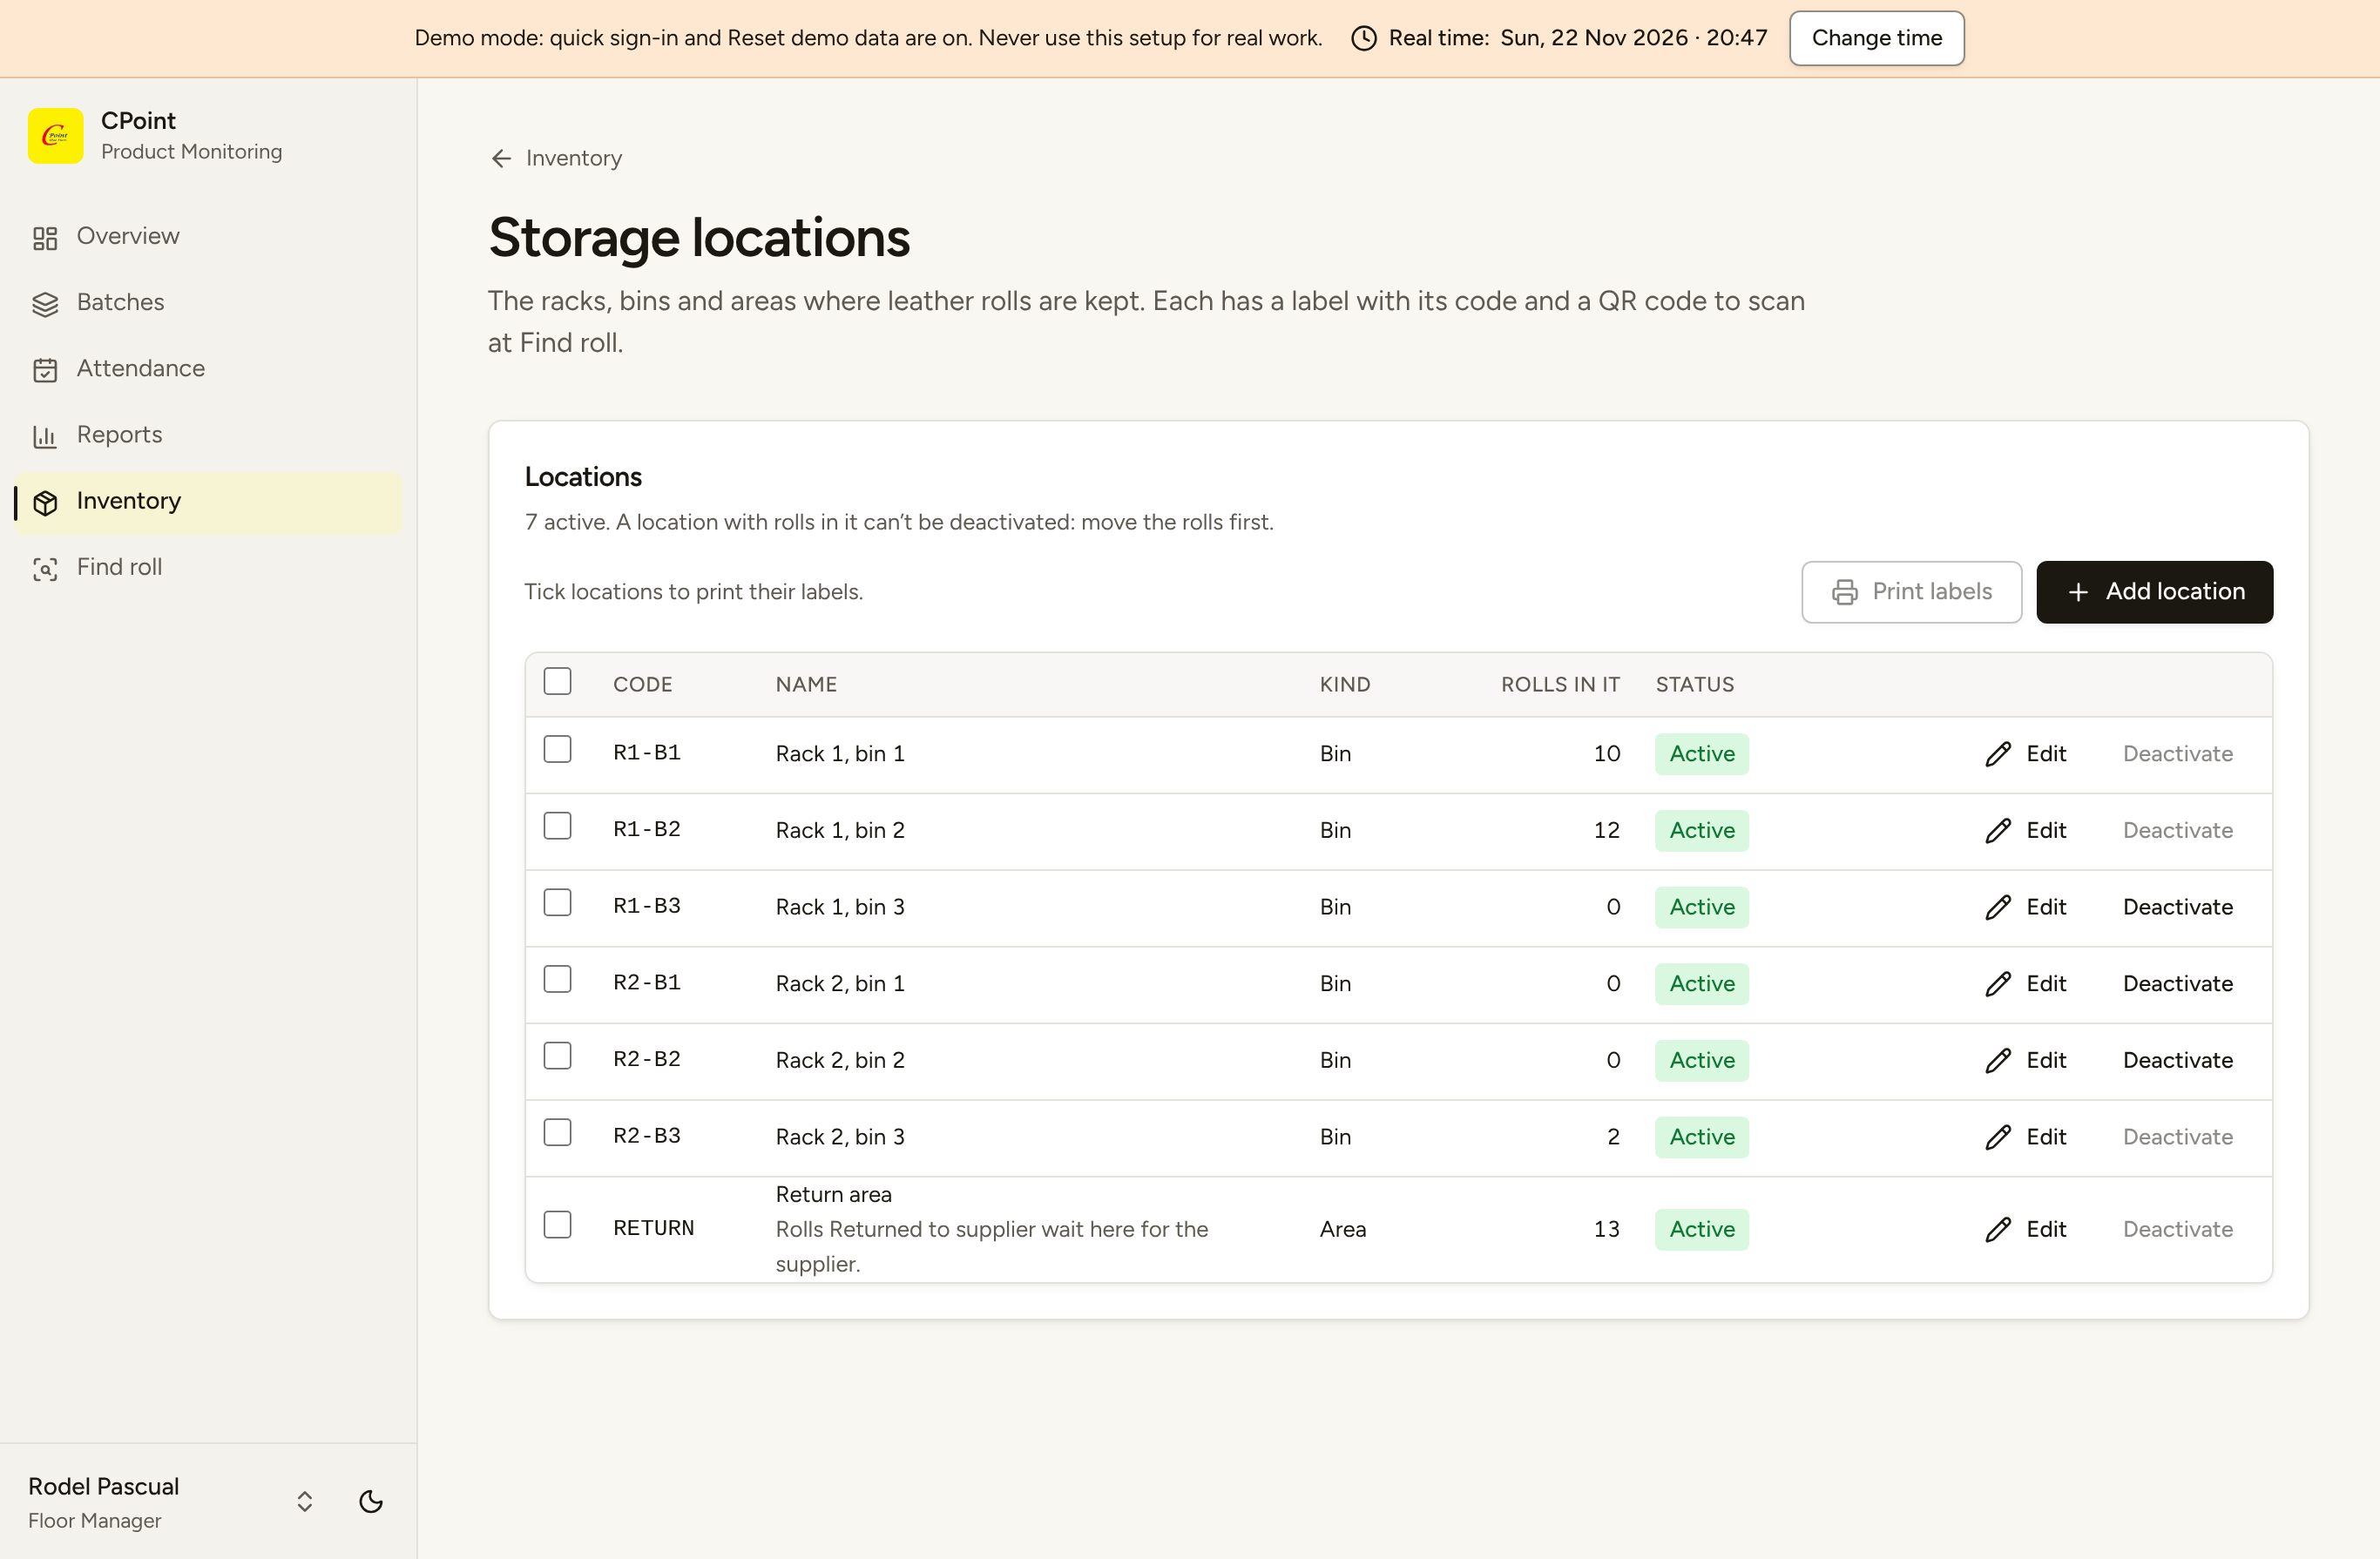 Demo mode: quick sign-in and Reset demo data are on. Never use this setup for real work. Real time: Sun, 22 Nov 2026 · 20:47 Change time
CPoint
Product Monitoring
Overview
Batches
Attendance
Reports
Inventory
Find roll
Rodel Pascual
Floor Manager
Inventory
Storage locations
The racks, bins and areas where leather rolls are kept. Each has a label with its code and a QR code to scan
at Find roll.
Locations
7 active. A location with rolls in it can’t be deactivated: move the rolls first.
Tick locations to print their labels. Print labels Add location
CODE NAME KIND ROLLS IN IT STATUS
R1-B1 Rack 1, bin 1 Bin 10 Active Edit Deactivate
R1-B2 Rack 1, bin 2 Bin 12 Active Edit Deactivate
R1-B3 Rack 1, bin 3 Bin 0 Active Edit Deactivate
R2-B1 Rack 2, bin 1 Bin 0 Active Edit Deactivate
R2-B2 Rack 2, bin 2 Bin 0 Active Edit Deactivate
R2-B3 Rack 2, bin 3 Bin 2 Active Edit Deactivate
RETURN Return area Area 13 Active Edit Deactivate
Rolls Returned to supplier wait here for the
supplier.